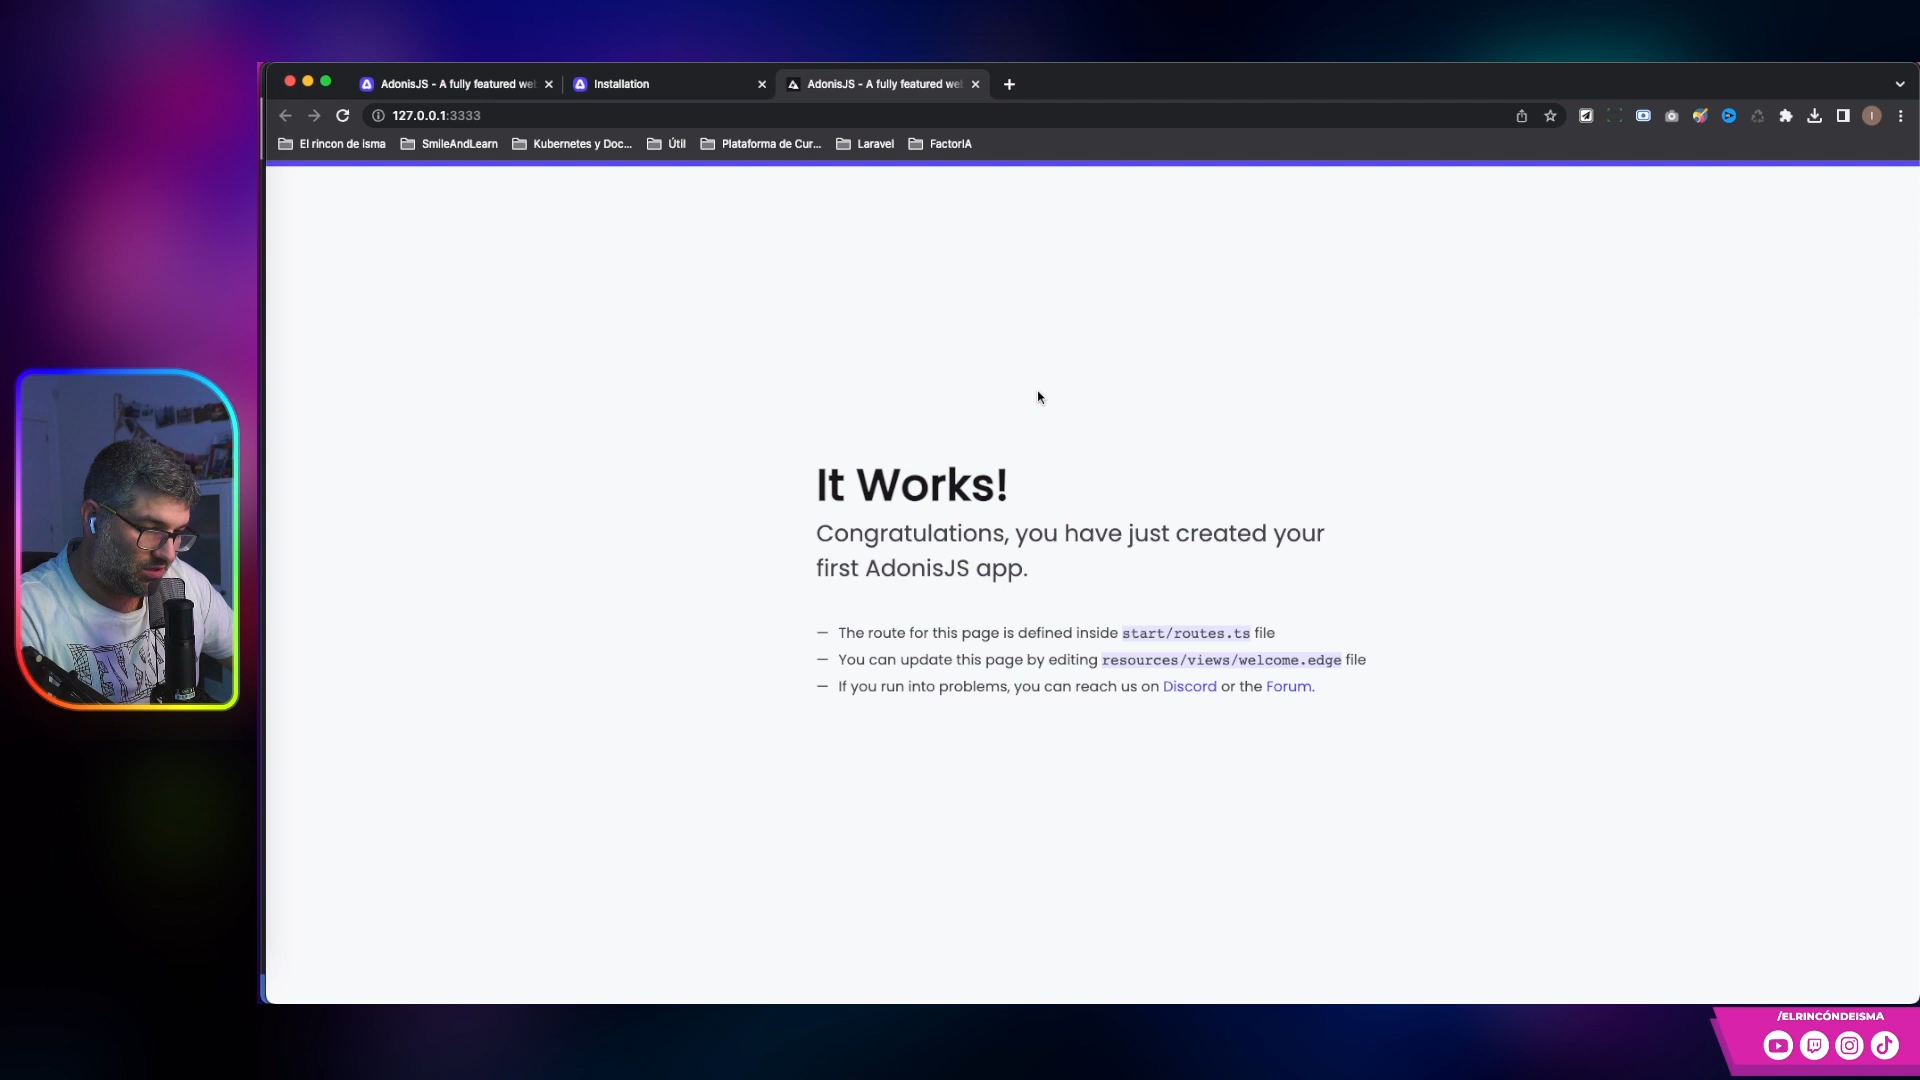 AdonisJS - A fully featured we
Installation
AdonisJS - A fully featured we
127.0.0.1:3333
El rincon de isma
SmileAndLearn
Kubernetes y Doc...
Útil
Plataforma de Cur...
Laravel
FactorIA
It Works!
Congratulations, you have just created your
first AdonisJS app.
— The route for this page is defined inside start/routes.ts file
— You can update this page by editing resources/views/welcome.edge file
— If you run into problems, you can reach us on Discord or the Forum.
/ELRINCÓNDEISMA